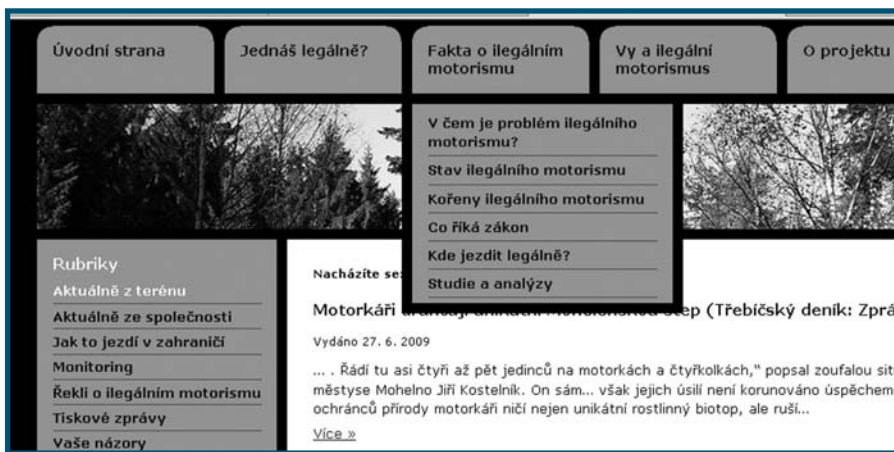 Úvodní strana
Jednáš legálně?
Fakta o ilegálním
motorismu
Vy a ilegální
motorismus
O projektu
V čem je problém ilegálního
motorismu?
Stav ilegálního motorismu
Kořeny ilegálního motorismu
Co říká zákon
Kde jezdit legálně?
Studie a analýzy
Rubriky
Aktuálně z terénu
Aktuálně ze společnosti
Jak to jezdí v zahraničí
Monitoring
Řekli o ilegálním motorismu
Tiskové zprávy
Vaše názory
Nacházíte se:
Motorkáři (Třebíčský deník: Zprá
Vydáno 27. 6. 2009
... . Řádí tu asi čtyři až pět jedinců na motorkách a čtyřkolkách,“ popsal zoufalou sit
městyse Mohelno Jiří Kostelník. On sám... však jejich úsilí není korunováno úspěchem
ochránců přírody motorkáři ničí nejen unikátní rostlinný biotop, ale ruší...
Více »